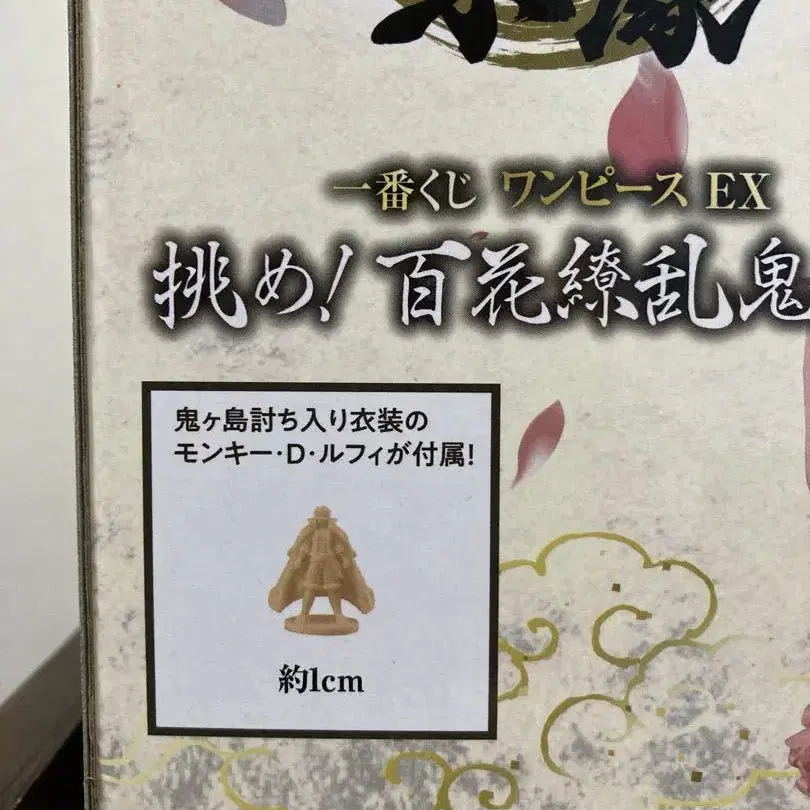 一番くじ ワンピース EX
挑め! 百花繚乱鬼
鬼ヶ島討ち入り衣装の
モンキー・D・ルフィが付属!
約1cm